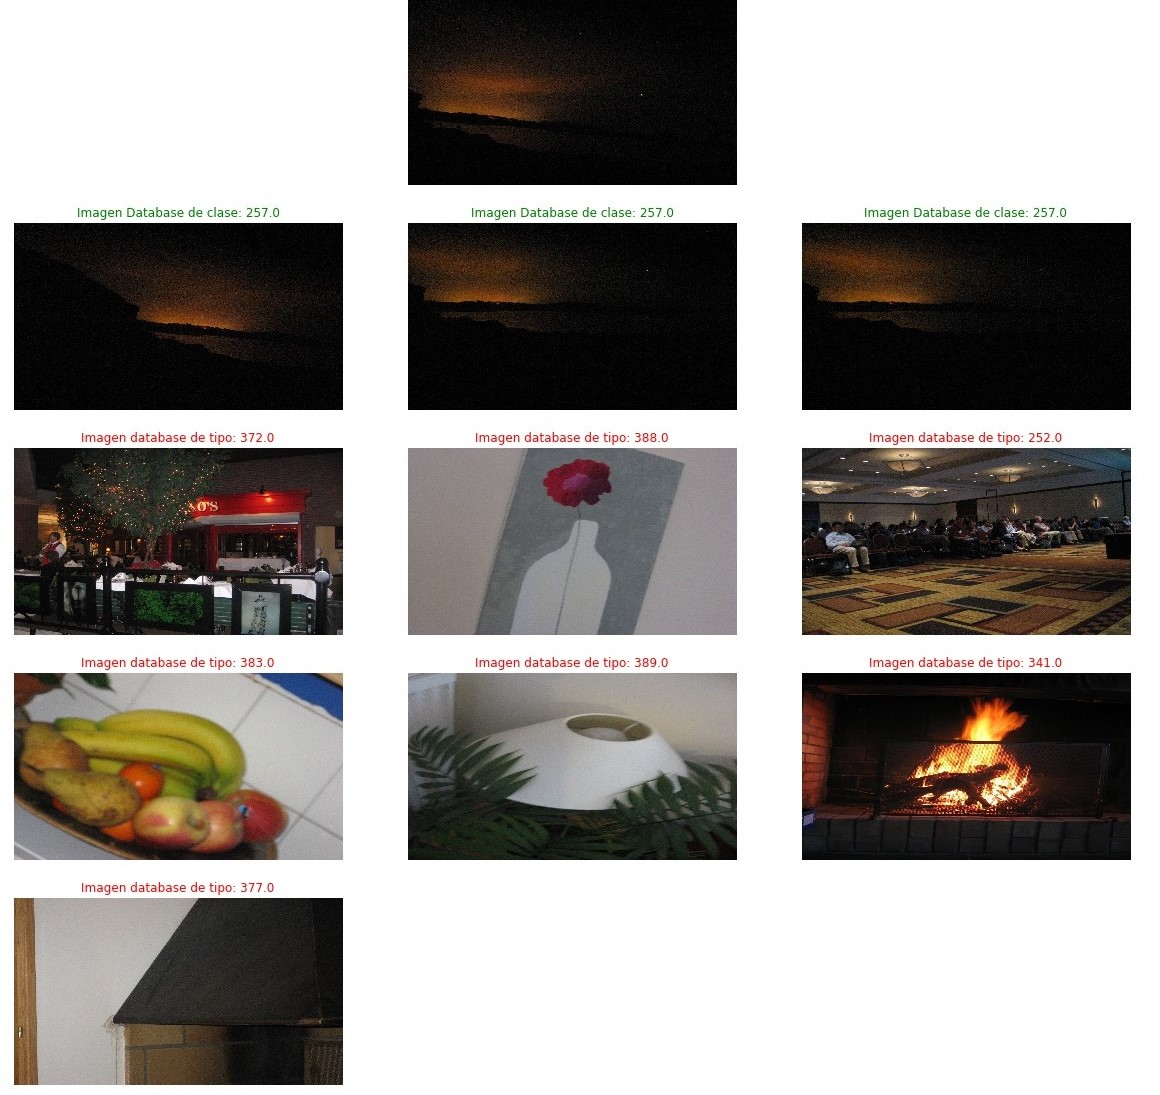 Imagen Database de clase: 257.0
Imagen Database de clase: 257.0
Imagen Database de clase: 257.0
Imagen database de tipo: 372.0
Imagen database de tipo: 388.0
Imagen database de tipo: 252.0
O'S
Imagen database de tipo: 383.0
Imagen database de tipo: 389.0
Imagen database de tipo: 341.0
Imagen database de tipo: 377.0